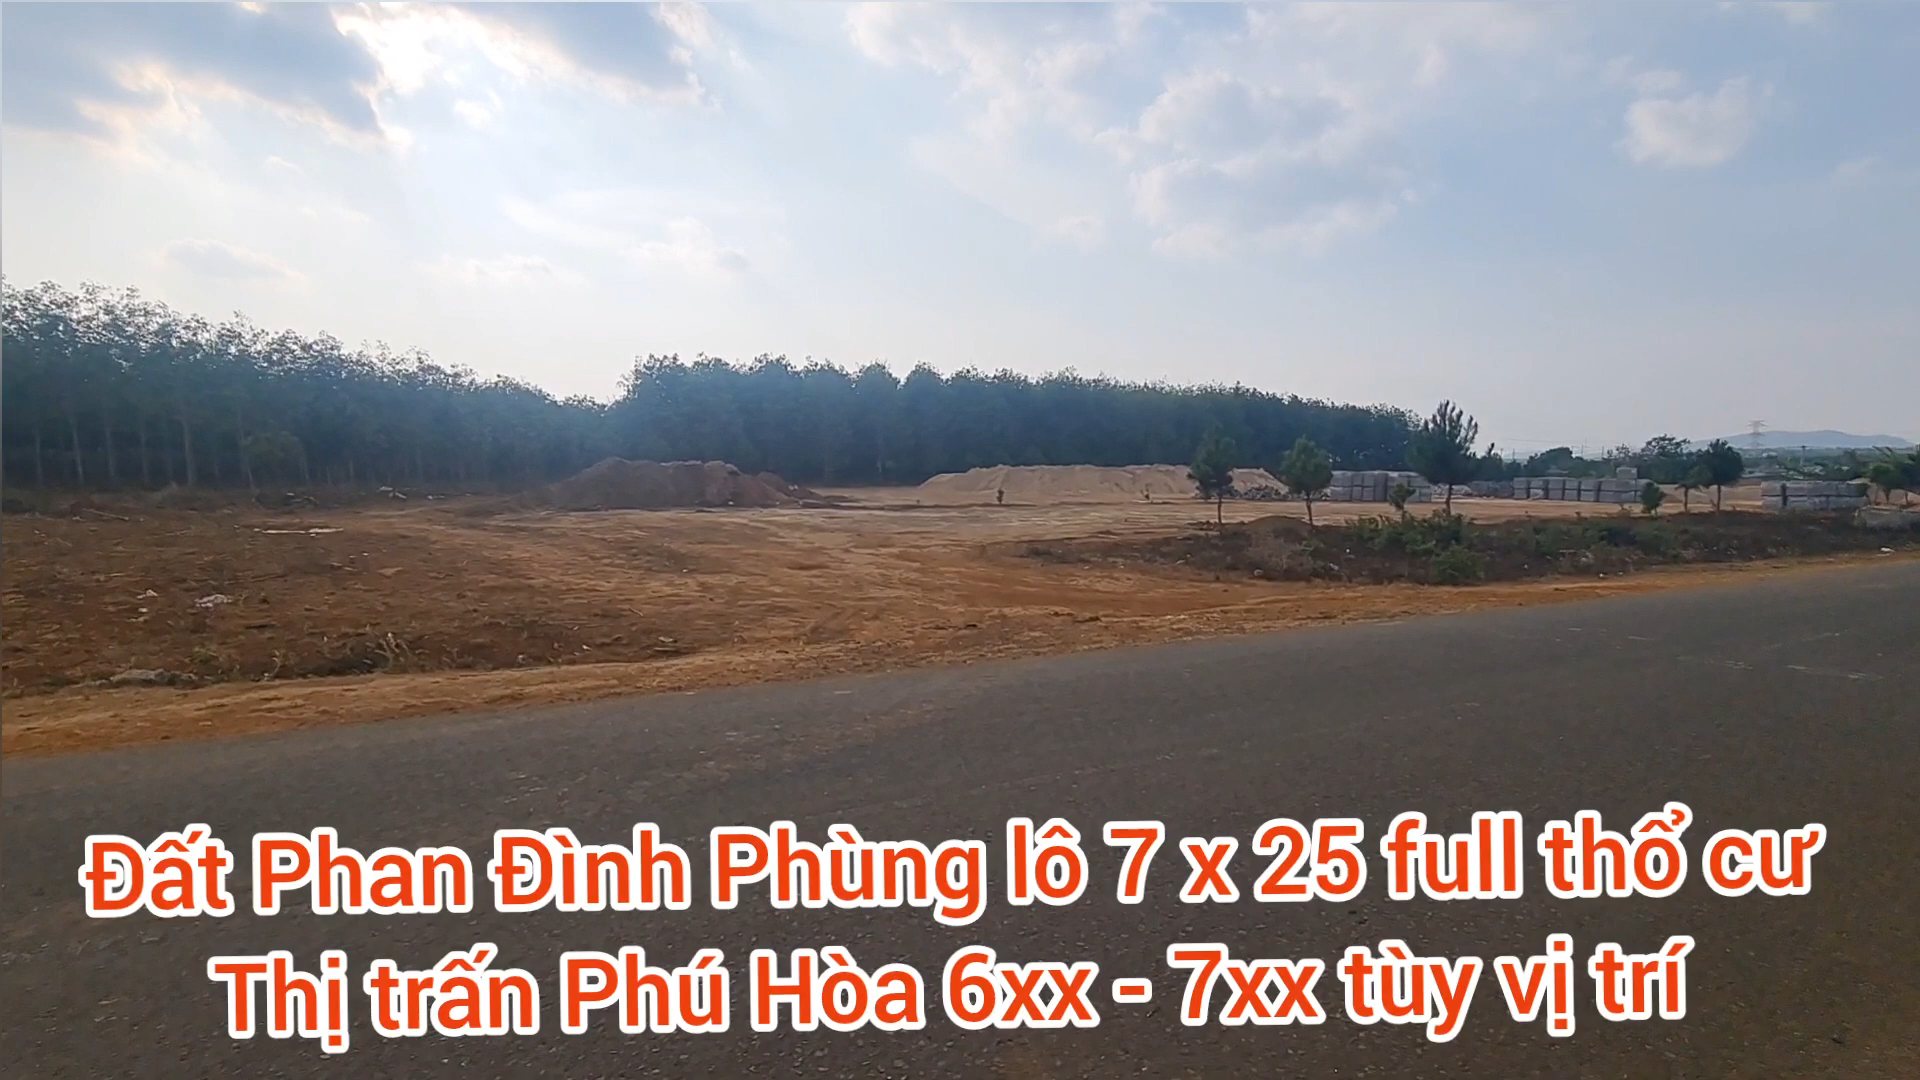 Đất Phan Đình Phùng lô 7 x 25 full thổ cư
Thị trấn Phú Hòa 6xx - 7xx tùy vị trí